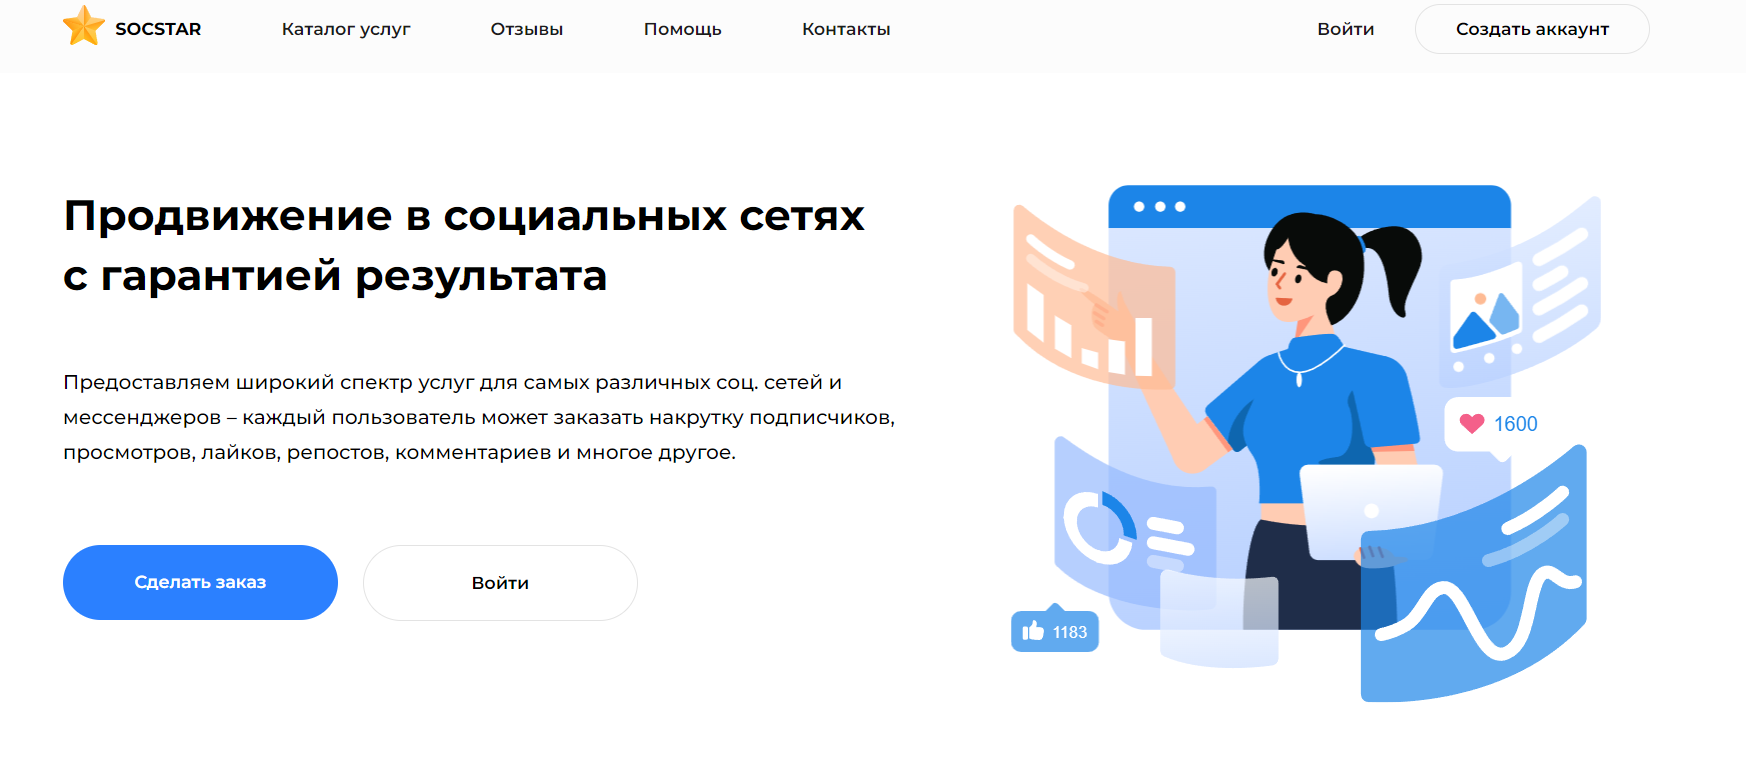 SOCSTAR Каталог услуг Отзывы Помощь Контакты Войти Создать аккаунт
Продвижение в социальных сетях
с гарантией результата
Предоставляем широкий спектр услуг для самых различных соц. сетей и
мессенджеров – каждый пользователь может заказать накрутку подписчиков,
просмотров, лайков, репостов, комментариев и многое другое.
Сделать заказ Войти
1600
1183